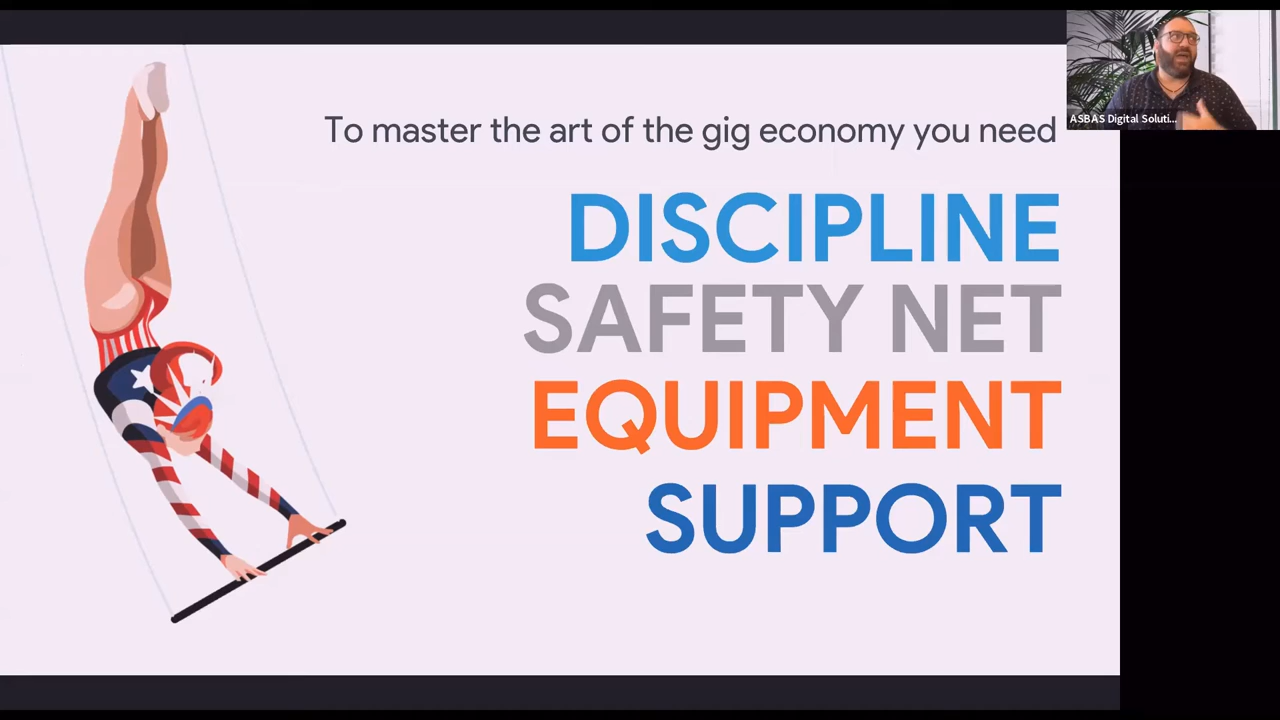 To master the art of the gig economy you need
DISCIPLINE
SAFETY NET
EQUIPMENT
SUPPORT
ASBAS Digital Soluti...